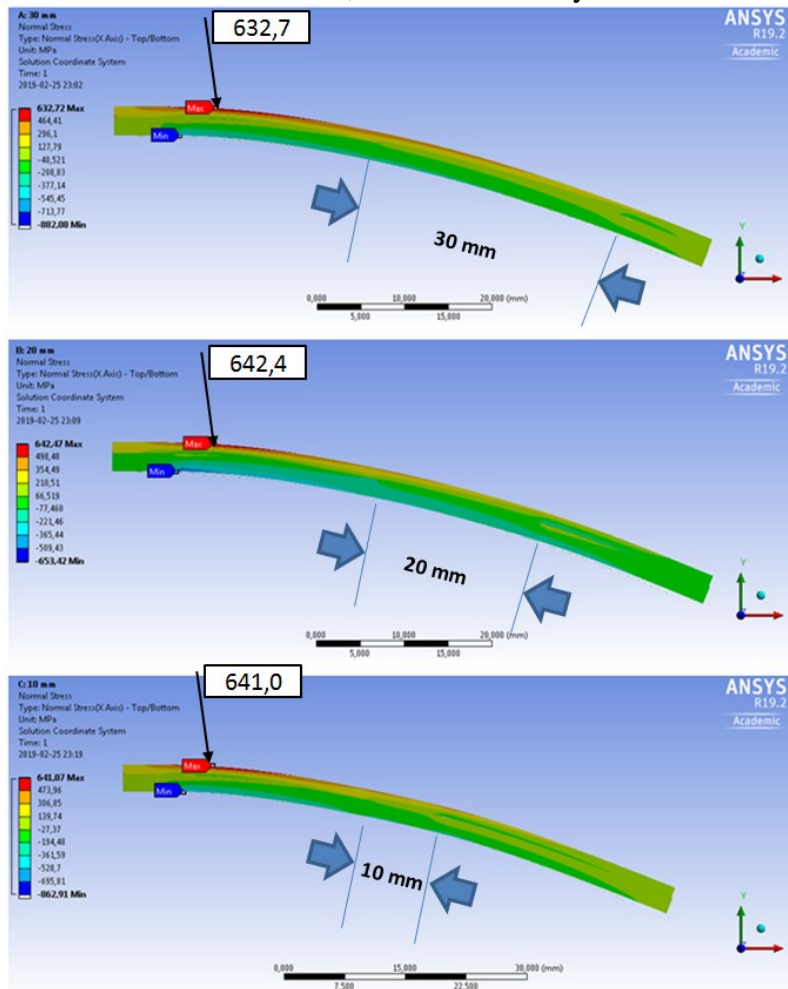 A: 30 mm
Normal Stress
Type: Normal Stress(X Axis) - Top/Bottom
Unit: MPa
Solution Coordinate System
Time: 1
2019-02-25 23:02
632,72 Max
464,41
296,1
127,79
-40,521
-208,83
-377,14
-545,45
-713,77
-882,08 Min
632,7
Max
Min
30 mm
ANSYS
R19.2
Academic
Y
0,000 10,000 20,000 (mm)
5,000 15,000
B: 20 mm
Normal Stress
Type: Normal Stress(X Axis) - Top/Bottom
Unit: MPa
Solution Coordinate System
Time: 1
2019-02-25 23:09
642,47 Max
498,48
354,49
210,51
66,519
-77,468
-221,46
-365,44
-509,43
-653,42 Min
642,4
Max
Min
20 mm
ANSYS
R19.2
Academic
Y
0,000 10,000 20,000 (mm)
5,000 15,000
C: 10 mm
Normal Stress
Type: Normal Stress(X Axis) - Top/Bottom
Unit: MPa
Solution Coordinate System
Time: 1
2019-02-25 23:19
641,07 Max
473,96
306,85
139,74
-27,37
-194,48
-361,59
-528,7
-695,81
-862,91 Min
641,0
Max
Min
10 mm
ANSYS
R19.2
Academic
Y
0,000 15,000 30,000 (mm)
7,500 22,500